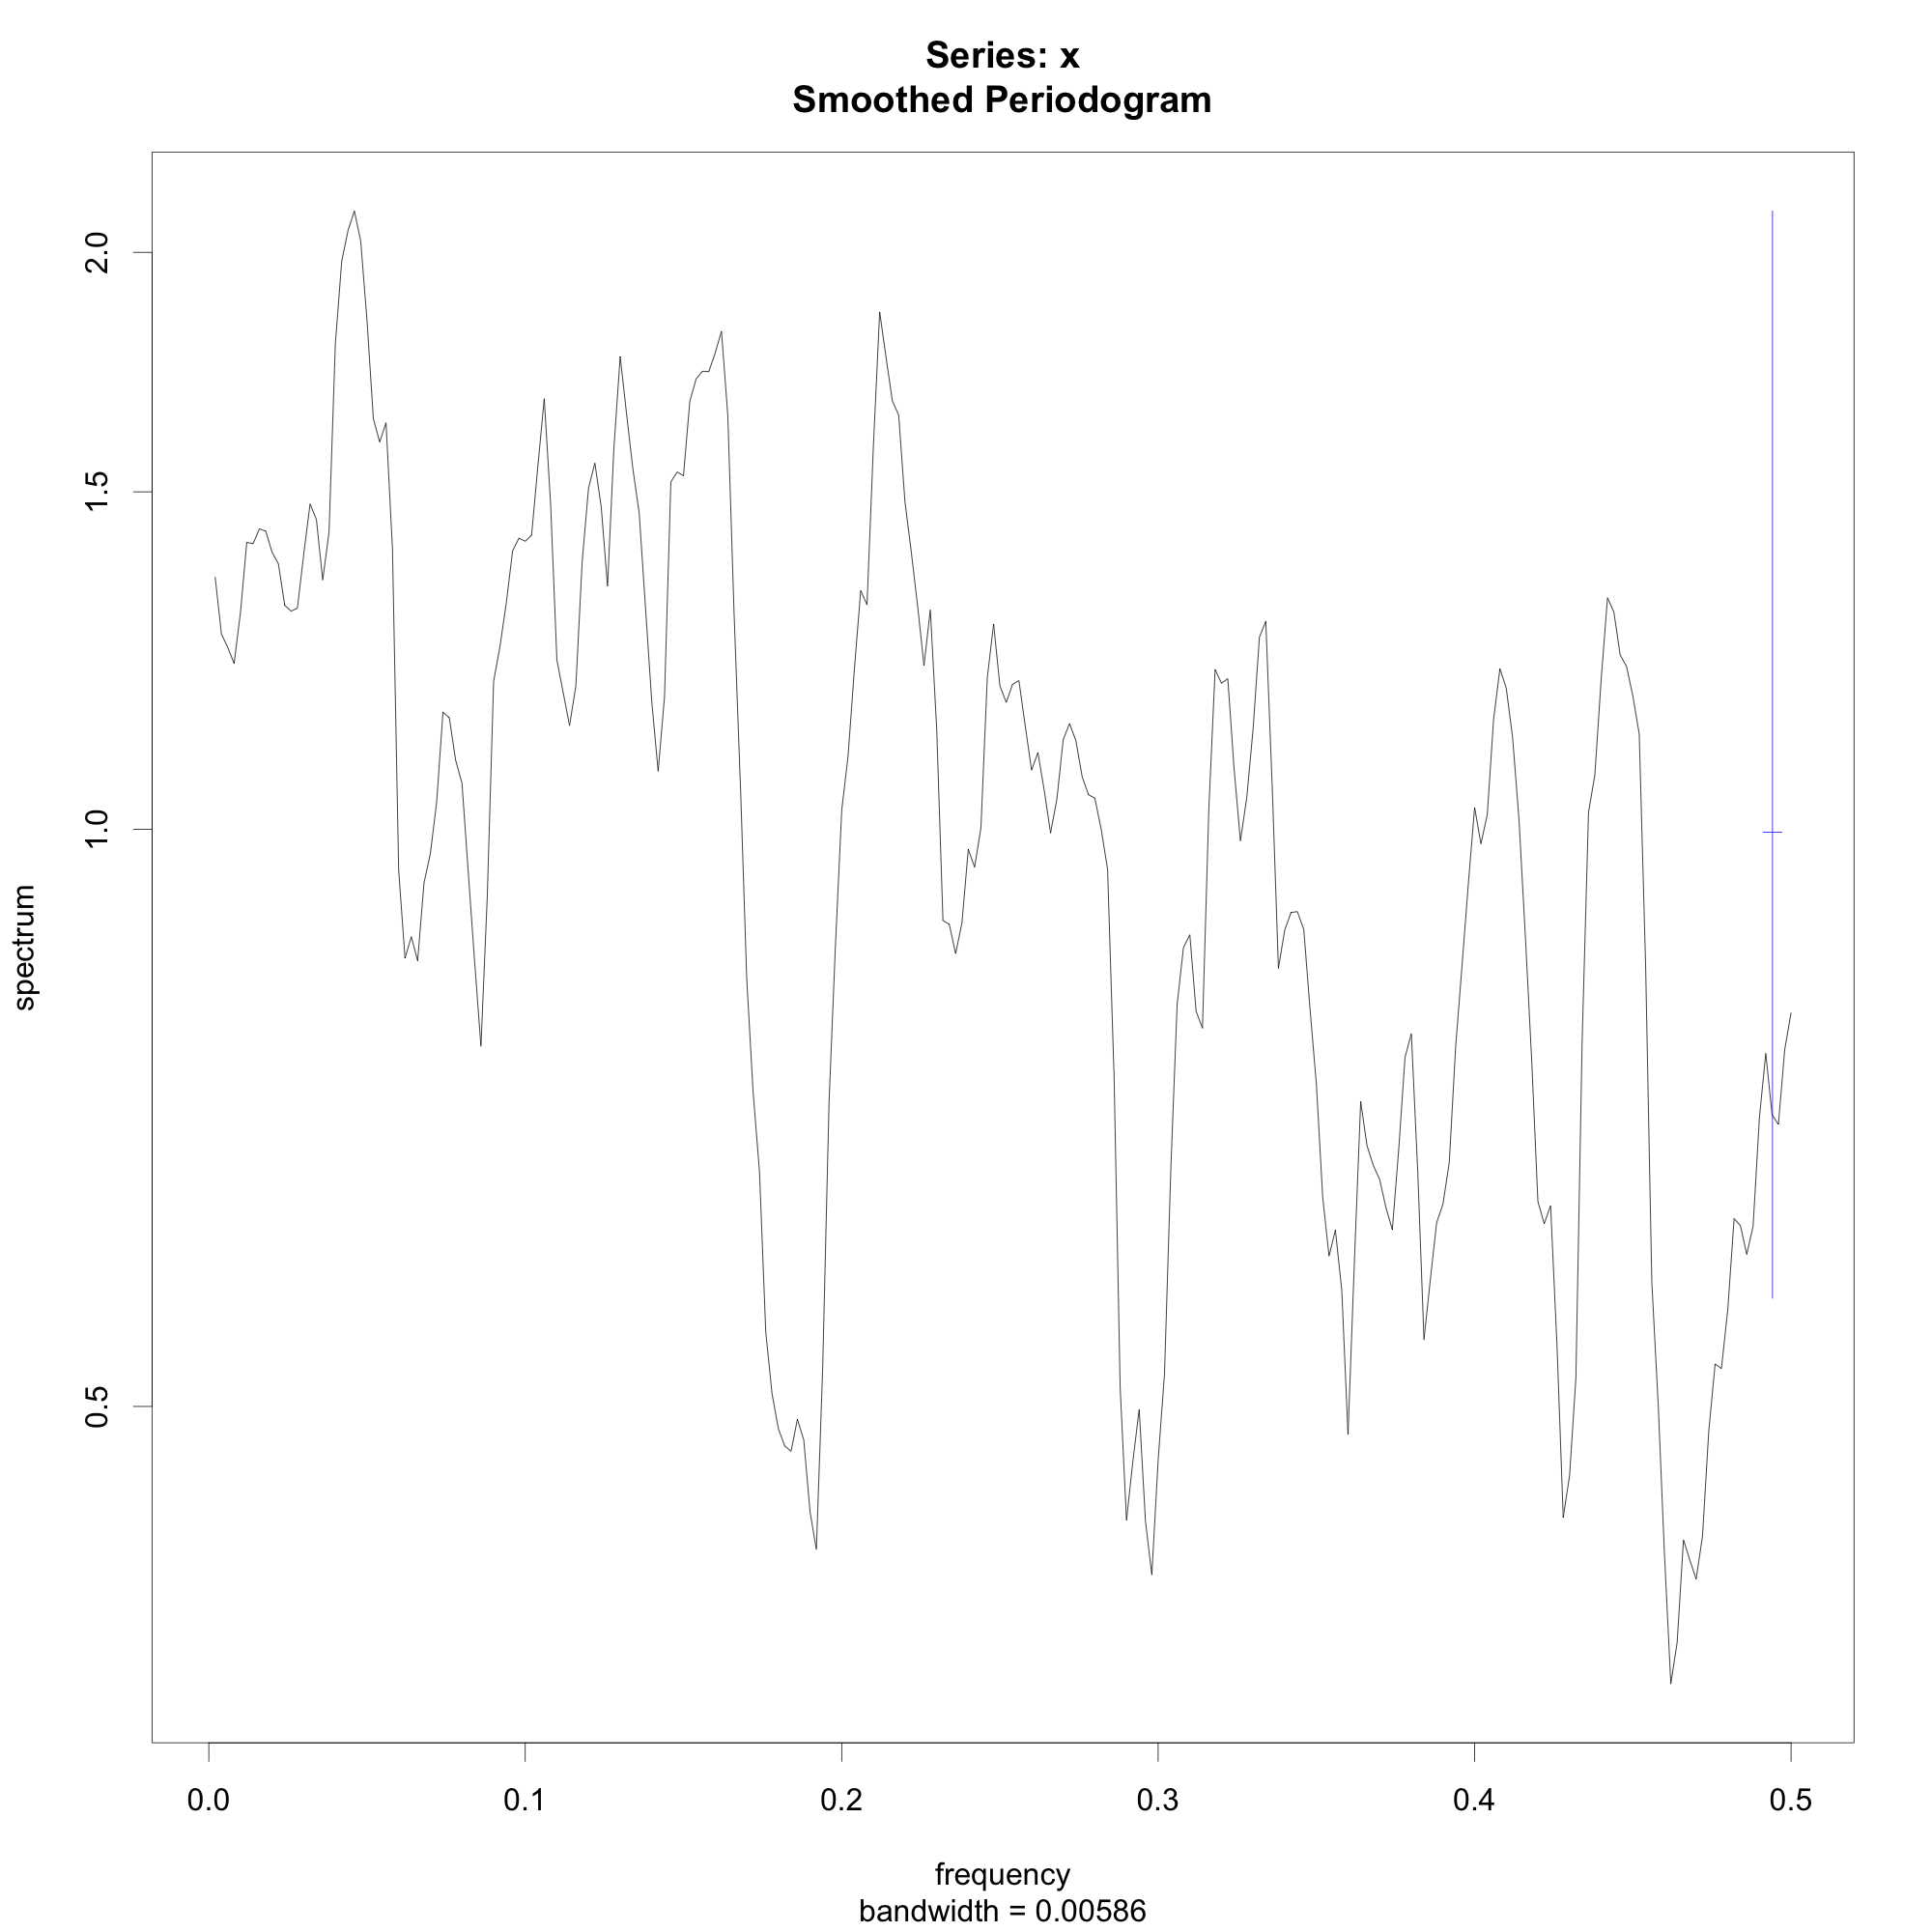 Series: x
Smoothed Periodogram
2.0
1.5
1.0
0.5
spectrum
0.0 0.1 0.2 0.3 0.4 0.5
frequency
bandwidth = 0.00586